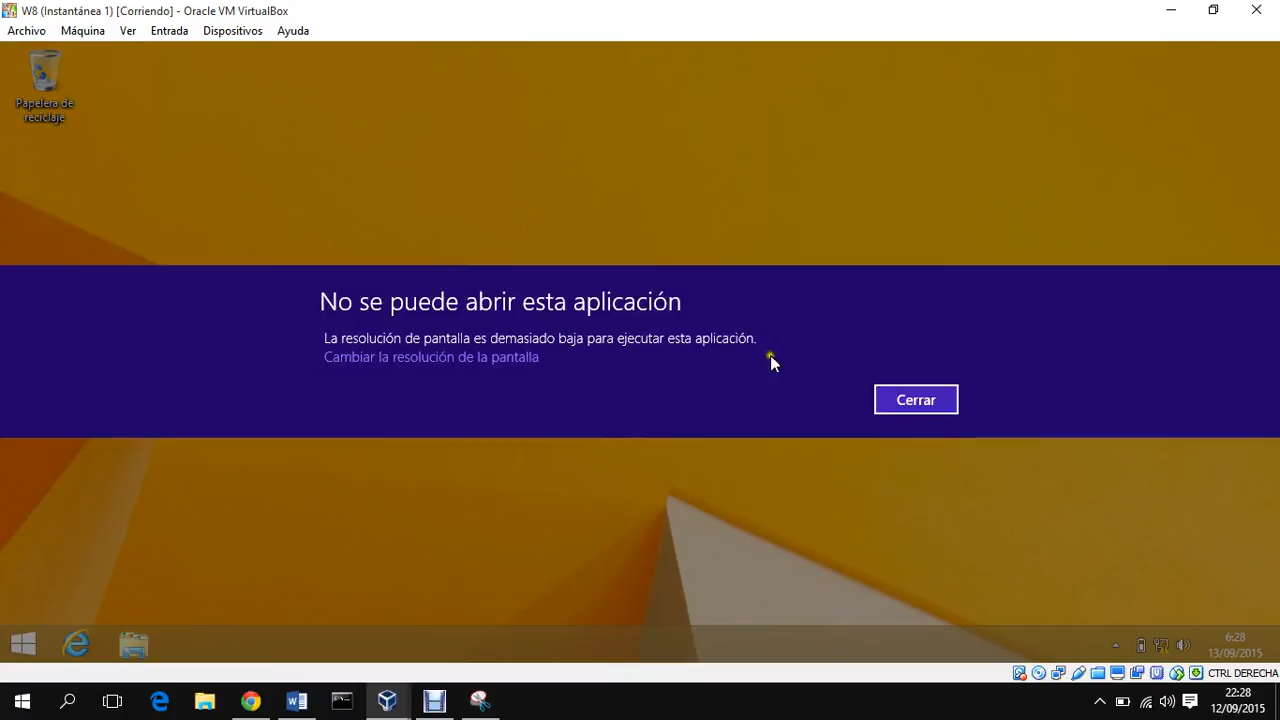 W8 (Instantánea 1) [Corriendo] - Oracle VM VirtualBox
Archivo Máquina Ver Entrada Dispositivos Ayuda
Papelera de
reciclaje
No se puede abrir esta aplicación
La resolución de pantalla es demasiado baja para ejecutar esta aplicación.
Cambiar la resolución de la pantalla
Cerrar
6:28
13/09/2015
CTRL DERECHA
22:28
12/09/2015